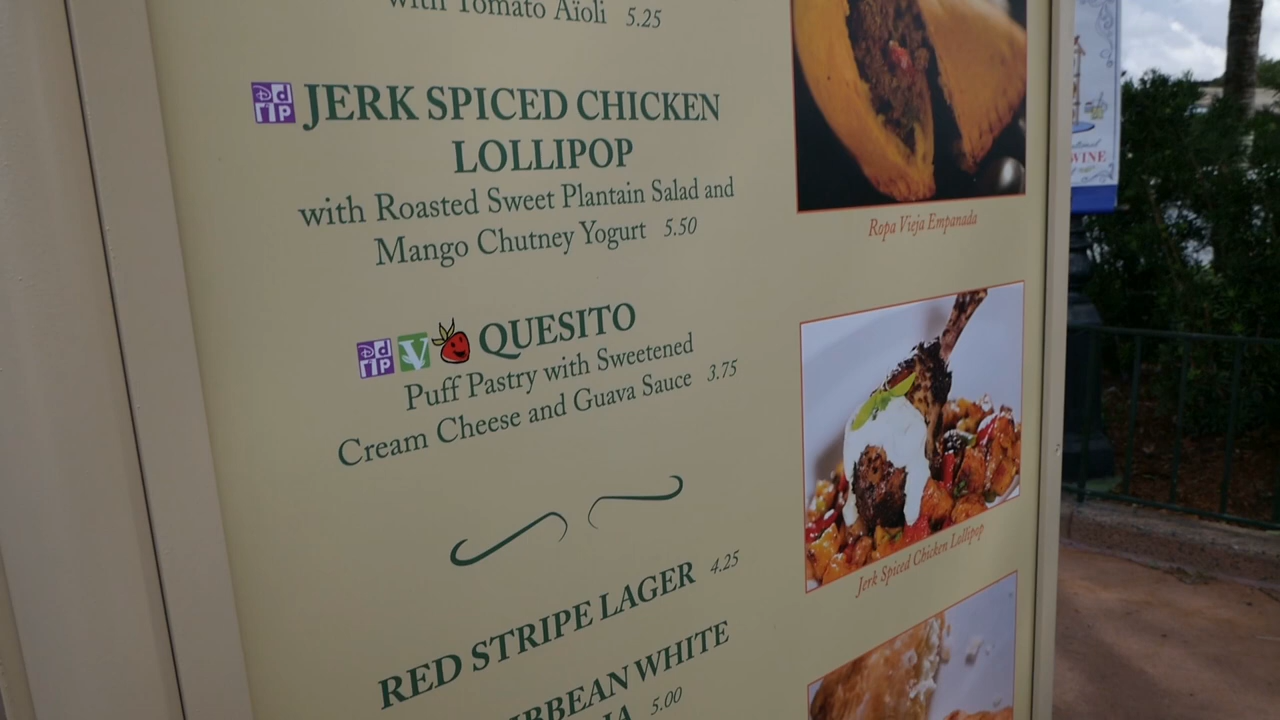 with Tomato Aïoli 5.25
JERK SPICED CHICKEN
LOLLIPOP
with Roasted Sweet Plantain Salad and
Mango Chutney Yogurt 5.50
QUESITO
Puff Pastry with Sweetened
Cream Cheese and Guava Sauce 3.75
RED STRIPE LAGER 4.25
WHITE
5.00
Ropa Vieja Empanada
Jerk Spiced Chicken Lollipop
WINE